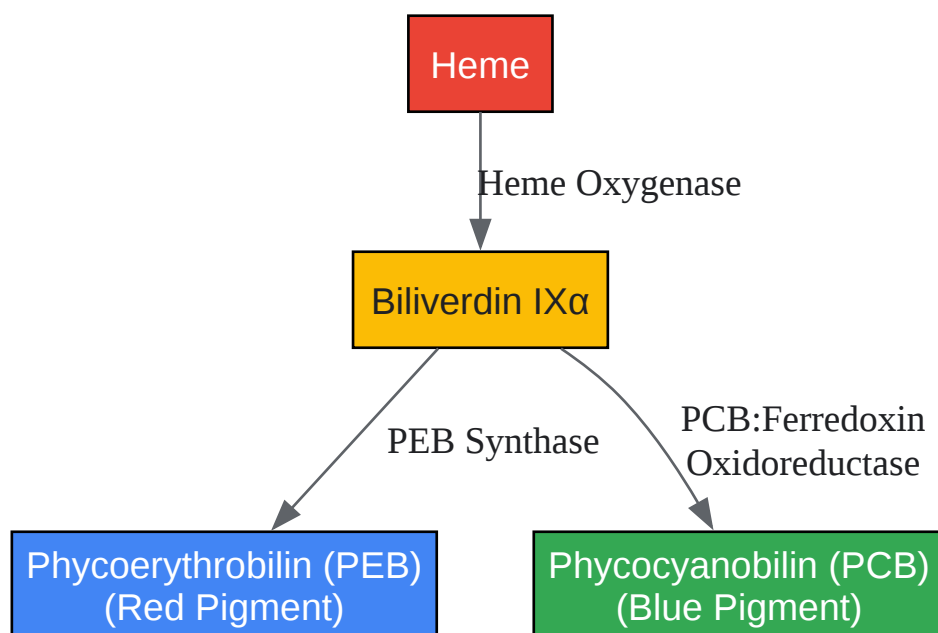 Heme
Heme Oxygenase
Biliverdin IXα
PEB Synthase
PCB:Ferredoxin
Oxidoreductase
Phycoerythrobilin (PEB)
(Red Pigment)
Phycocyanobilin (PCB)
(Blue Pigment)